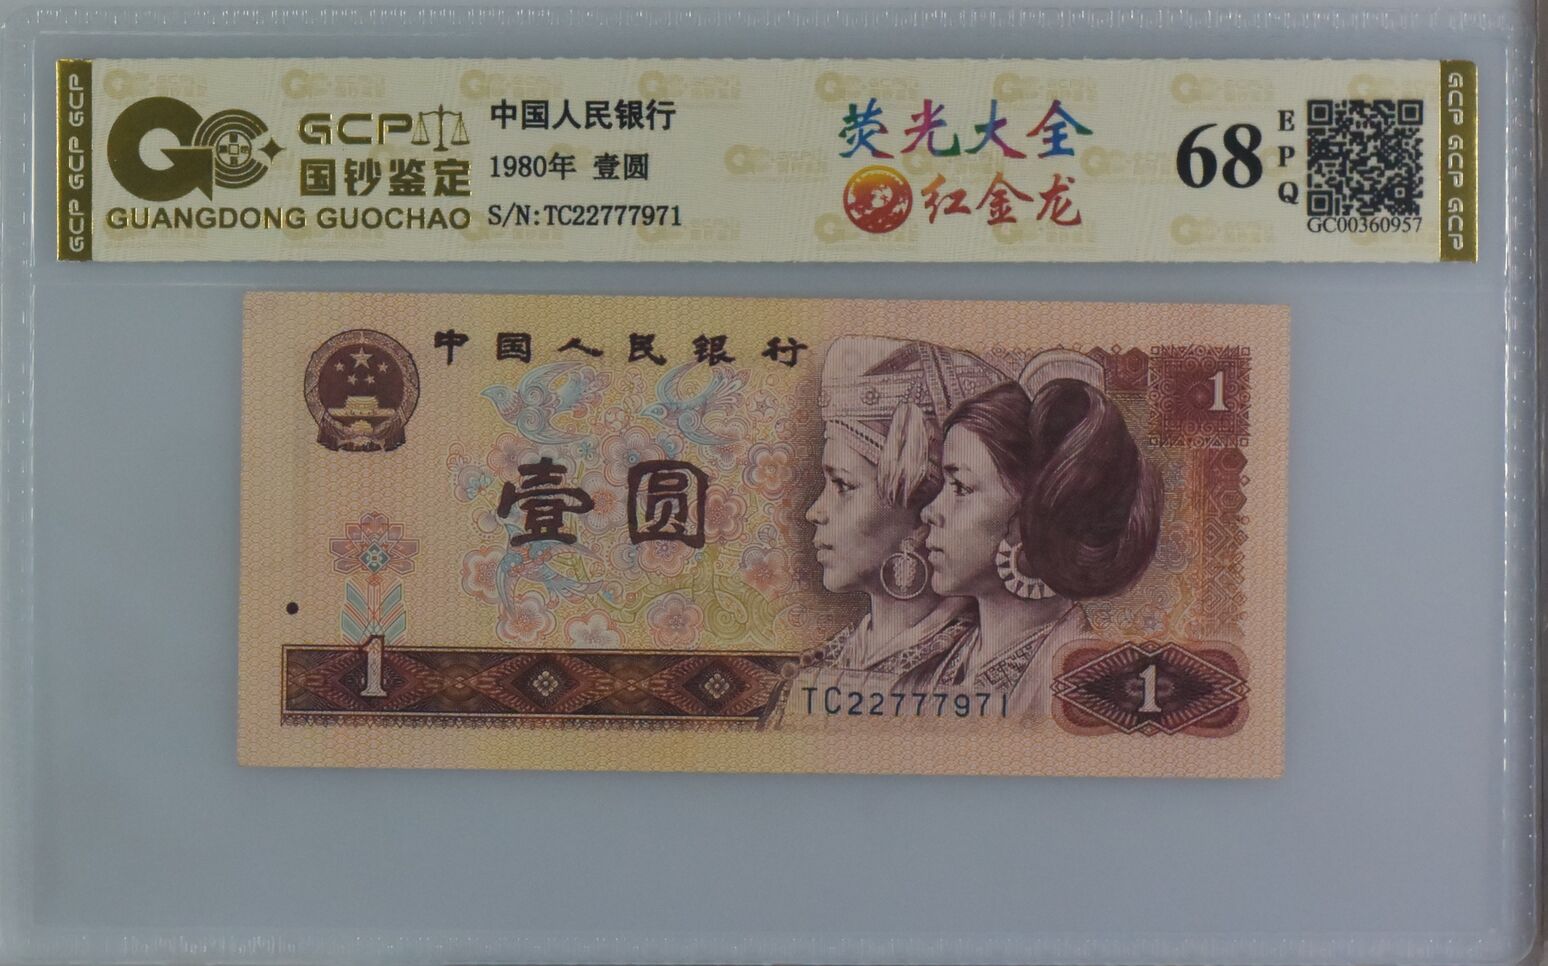 GCP GCP GCP
GCP
国钞鉴定
GUANGDONG GUOCHAO
中国人民银行
1980年 壹圆
S/N:TC22777971
荧光大全
红金龙
68
EPQ
GC00360957
GCP GCP GCP
中国人民银行
1
壹圆
1
TC22777971
1